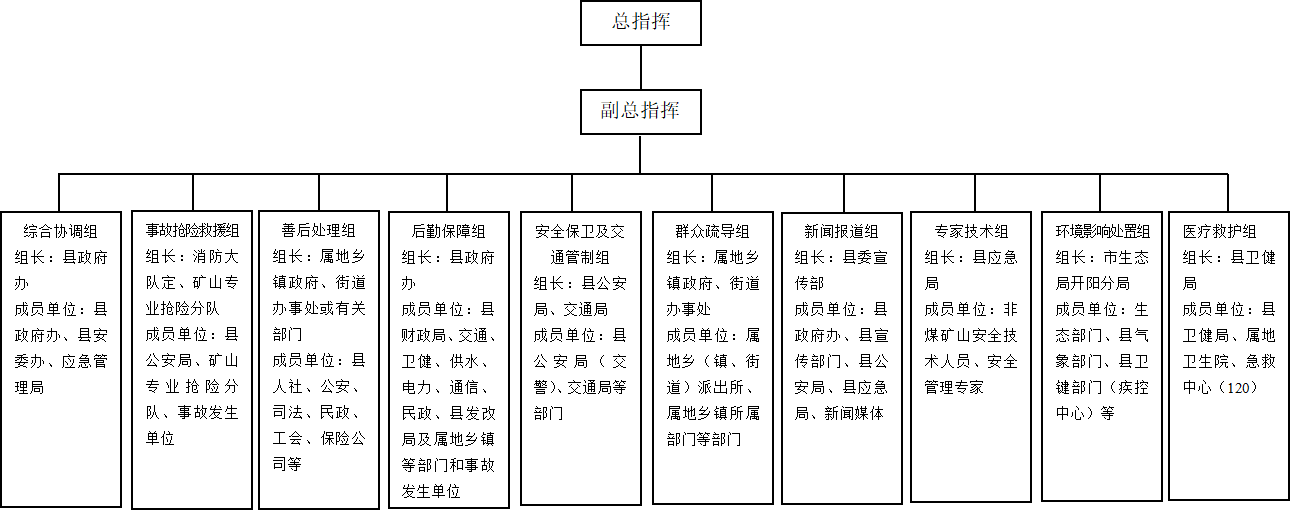 总指挥
副总指挥
综合协调组
组长：县政府
办
成员单位：县
政府办、县安
委办、应急管
理局
事故抢险救援组
组长：消防大
队定、矿山专
业抢险分队
成员单位：县
公安局、矿山
专业抢险分
队、事故发生
单位
善后处理组
组长：属地乡
镇政府、街道
办事处或有关
部门
成员单位：县
人社、公安、
司法、民政、
工会、保险公
司等
后勤保障组
组长：县政府
办
成员单位：县
财政局、交通、
卫健、供水、
电力、通信、
民政、县发改
局及属地乡镇
等部门和事故
发生单位
安全保卫及交
通管制组
组长：县公安
局、交通局
成员单位：县
公安局（交
警）、交通局等
部门
群众疏导组
组长：属地乡
镇政府、街道
办事处
成员单位：属
地乡（镇、街
道）派出所、
属地乡镇所属
部门等部门
新闻报道组
组长：县委宣
传部
成员单位：县
政府办、县宣
传部门、县公
安局、县应急
局、新闻媒体
专家技术组
组长：县应急
局
成员单位：非
煤矿山安全技
术人员、安全
管理专家
环境影响处置组
组长：市生态
局开阳分局
成员单位：生
态部门、县气
象部门、县卫
键部门（疾控
中心）等
医疗救护组
组长：县卫健
局
成员单位：县
卫健局、属地
卫生院、急救
中心（120）